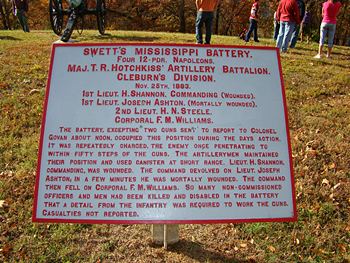 Swett's Mississippi Battery.
Four 12-pdr. Napoleons.
Maj. T. R. Hotchkiss' Artillery Battalion.
Cleburn's Division.
Nov. 25th, 1863.
1st Lieut. H. Shannon, Commanding (Wounded).
1st Lieut. Joseph Ashton, (Mortally wounded).
2nd Lieut. H. N. Steele.
Corporal F. M. Williams.
The battery, excepting two guns sent to report to Colonel
Govan about noon, occupied this position during the days action.
It was repeatedly charged, the enemy once penetrating to
within fifty steps of the guns. The artillerymen maintained
their position and used canister at short range. Lieut. H. Shannon,
commanding, was wounded. The command devolved on Lieut. Joseph
Ashton, in a few minutes he was mortally wounded. The command
then fell on Corporal F. M. Williams. So many non-commissioned
officers and men had been killed and disabled in the battery
that a detail from the infantry was required to work the guns.
Casualties not reported.